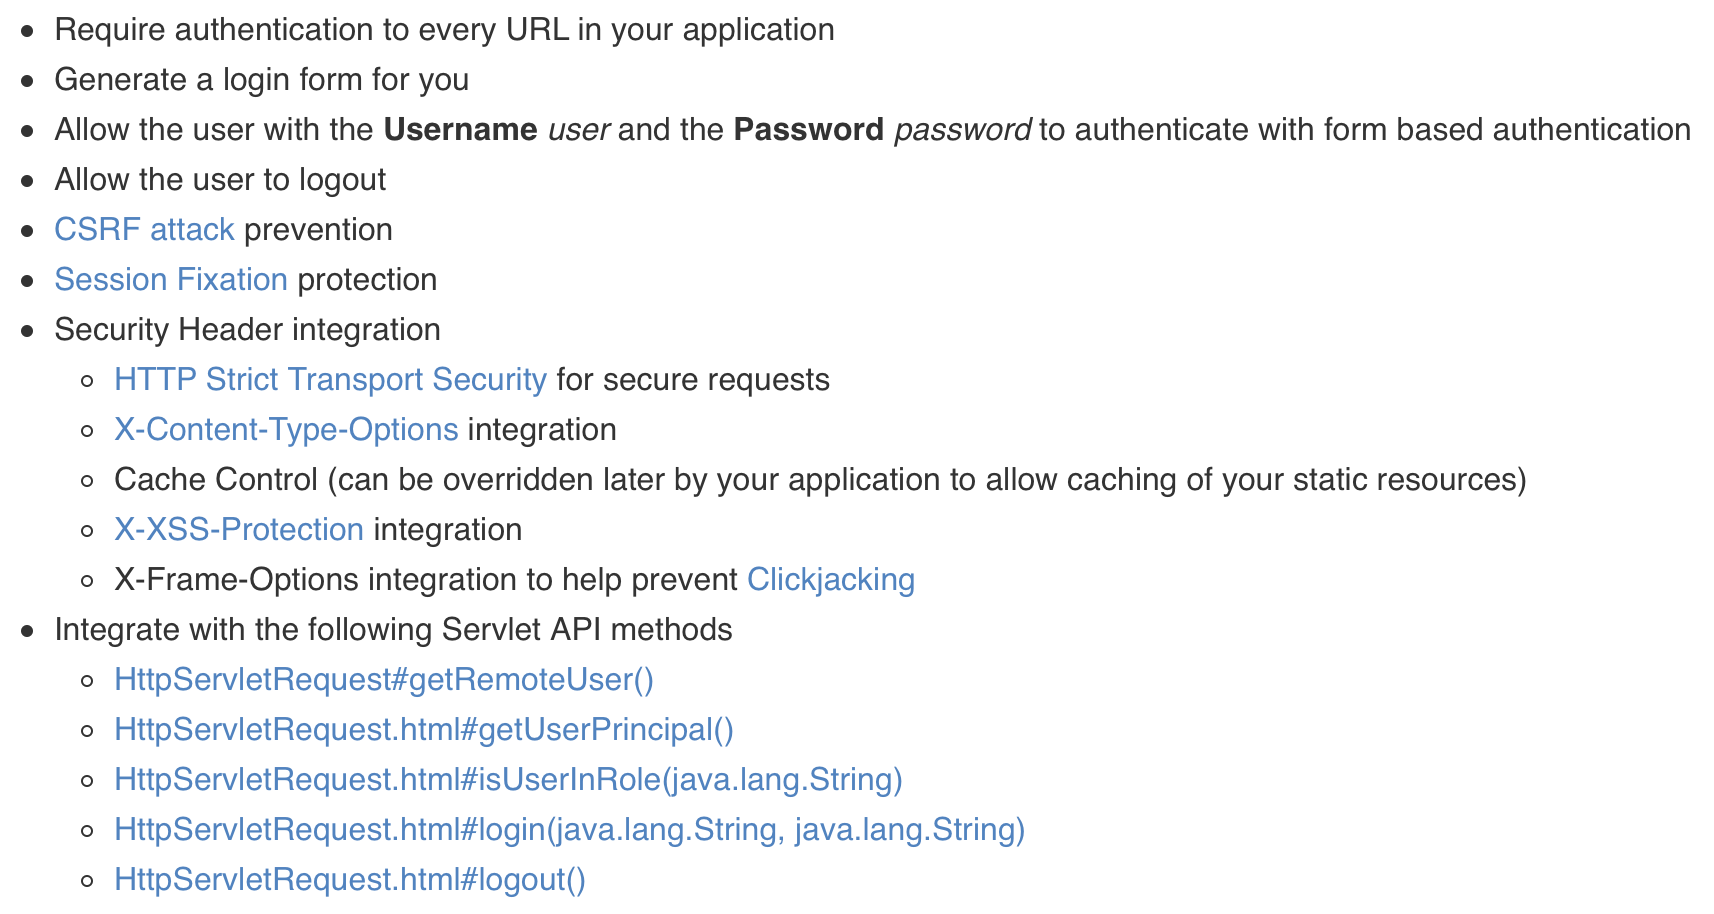 Require authentication to every URL in your application
Generate a login form for you
Allow the user with the Username user and the Password password to authenticate with form based authentication
Allow the user to logout
CSRF attack prevention
Session Fixation protection
Security Header integration
HTTP Strict Transport Security for secure requests
X-Content-Type-Options integration
Cache Control (can be overridden later by your application to allow caching of your static resources)
X-XSS-Protection integration
X-Frame-Options integration to help prevent Clickjacking
Integrate with the following Servlet API methods
HttpServletRequest#getRemoteUser()
HttpServletRequest.html#getUserPrincipal()
HttpServletRequest.html#isUserInRole(java.lang.String)
HttpServletRequest.html#login(java.lang.String, java.lang.String)
HttpServletRequest.html#logout()